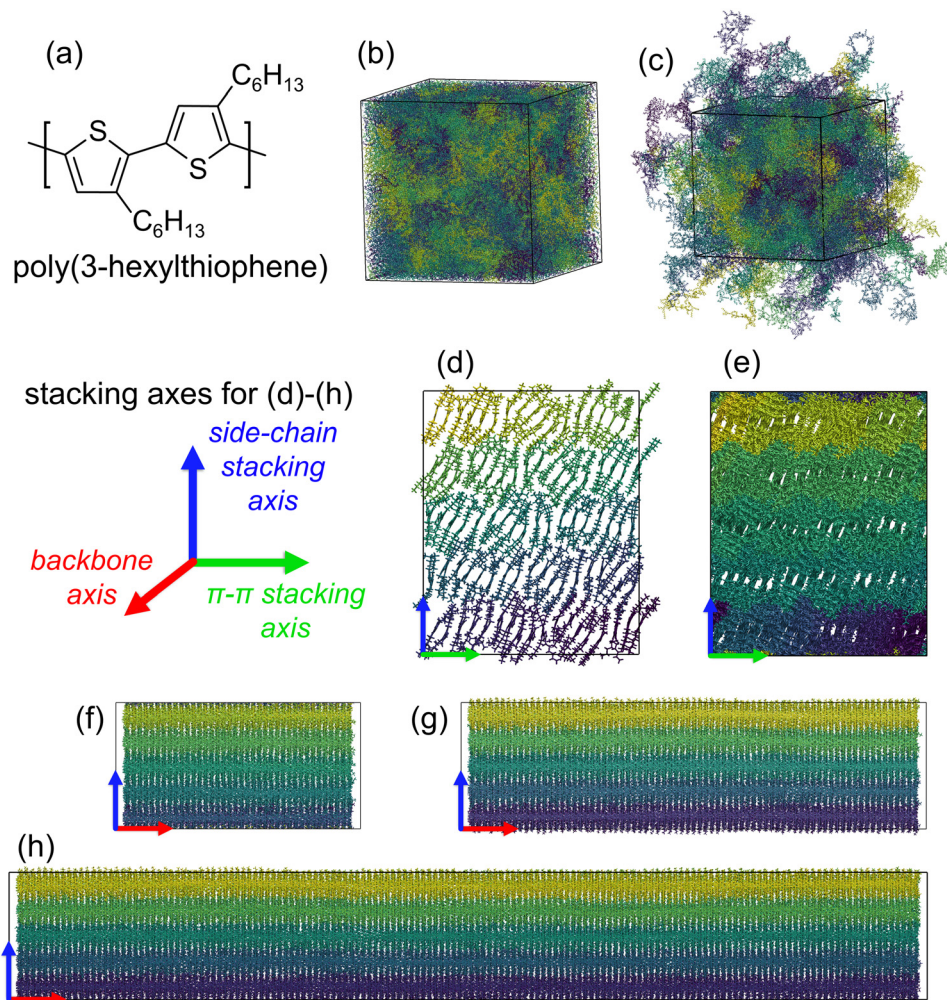 (a)
C₆H₁₃
S
S
C₆H₁₃
poly(3-hexylthiophene)
(b)
(c)
stacking axes for (d)-(h)
side-chain
stacking
axis
backbone
axis
π-π stacking
axis
(d)
(e)
(f)
(g)
(h)